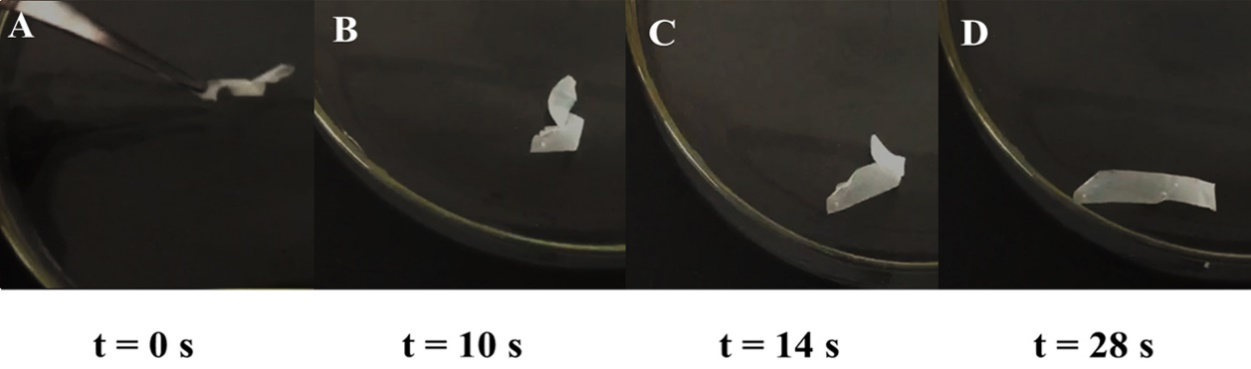 A
B
C
D
t = 0 s
t = 10 s
t = 14 s
t = 28 s